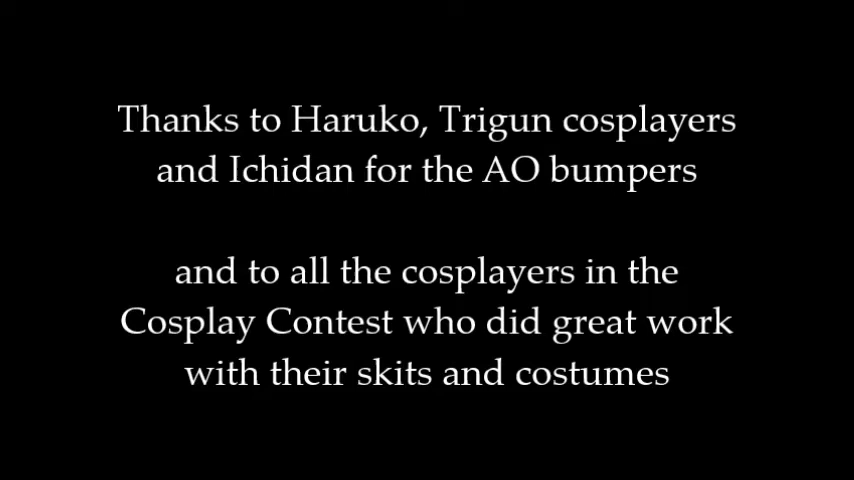 Thanks to Haruko, Trigun cosplayers
and Ichidan for the AO bumpers
and to all the cosplayers in the
Cosplay Contest who did great work
with their skits and costumes